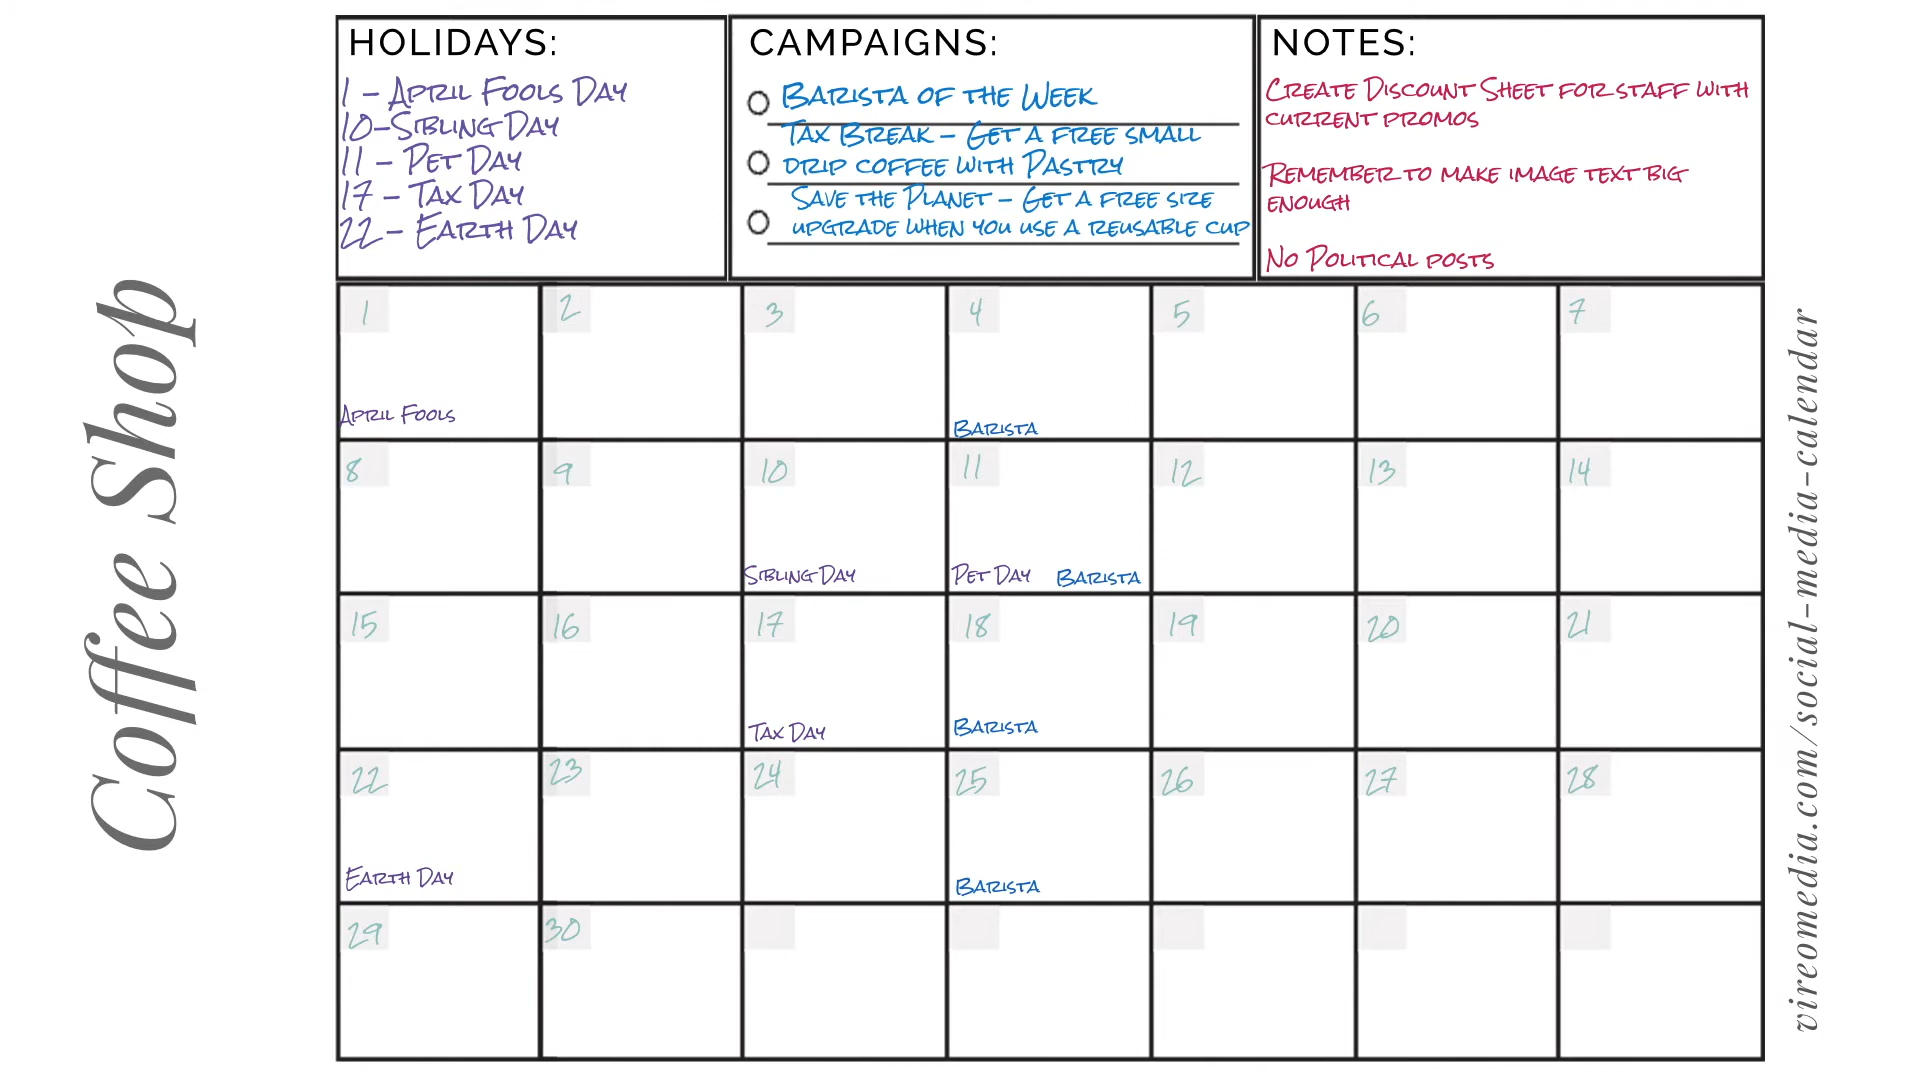 Coffee Shop
HOLIDAYS:
1 - April Fools Day
10-Sibling Day
11 - Pet Day
17 - Tax Day
22 - Earth Day
CAMPAIGNS:
Barista of the Week
Tax Break - Get a free small
drip coffee with Pastry
Save the Planet - Get a free size
upgrade when you use a reusable cup
NOTES:
Create Discount Sheet for staff with
current promos
Remember to make image text big
enough
No Political posts
1 2 3 4 5 6 7
April Fools Barista
8 9 10 11 12 13 14
Sibling Day Pet Day Barista
15 16 17 18 19 20 21
Tax Day Barista
22 23 24 25 26 27 28
Earth Day Barista
29 30
vireomedia.com/social-media-calendar